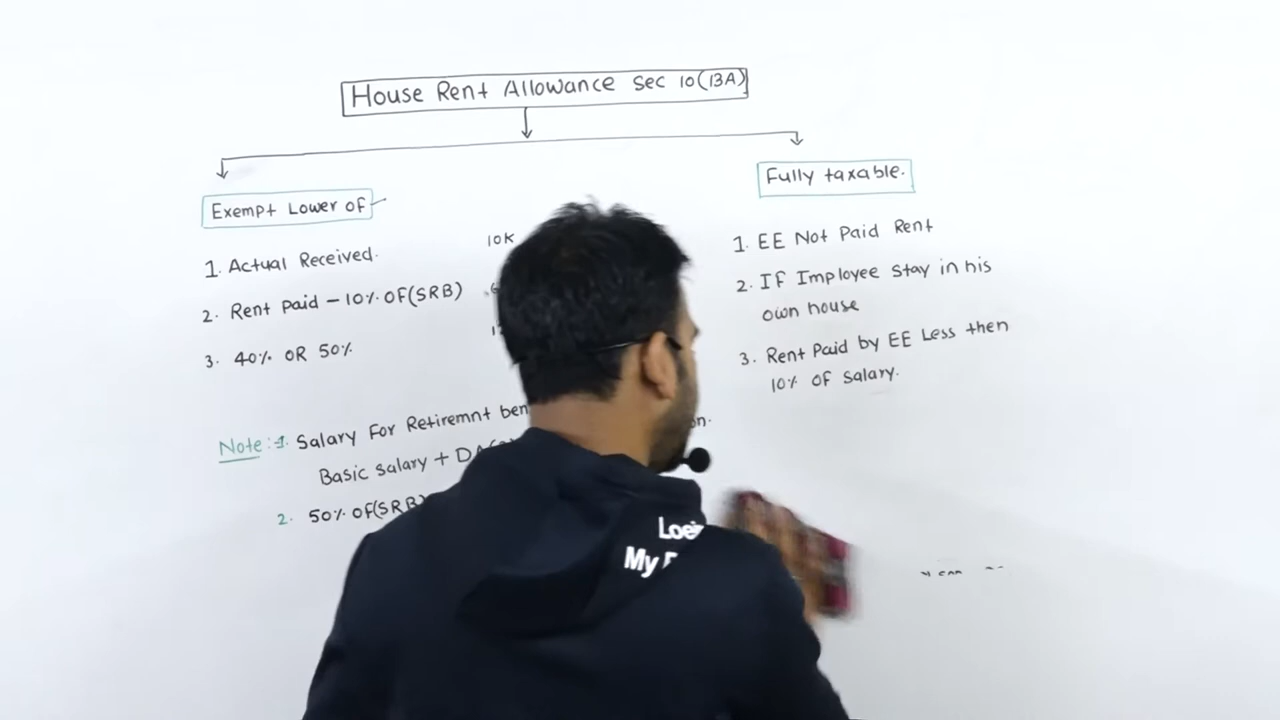 House Rent Allowance Sec 10(13A)
Exempt Lower of
1. Actual Received.
2. Rent Paid – 10% OF(SRB)
3. 40% OR 50%
10K
Note :- 1. Salary For Retiremnt
Basic Salary +
2. 50% OF(SRB)
Fully taxable.
1. EE Not Paid Rent
2. If Imployee Stay in his
own house
3. Rent Paid by EE Less then
10% OF Salary.
My